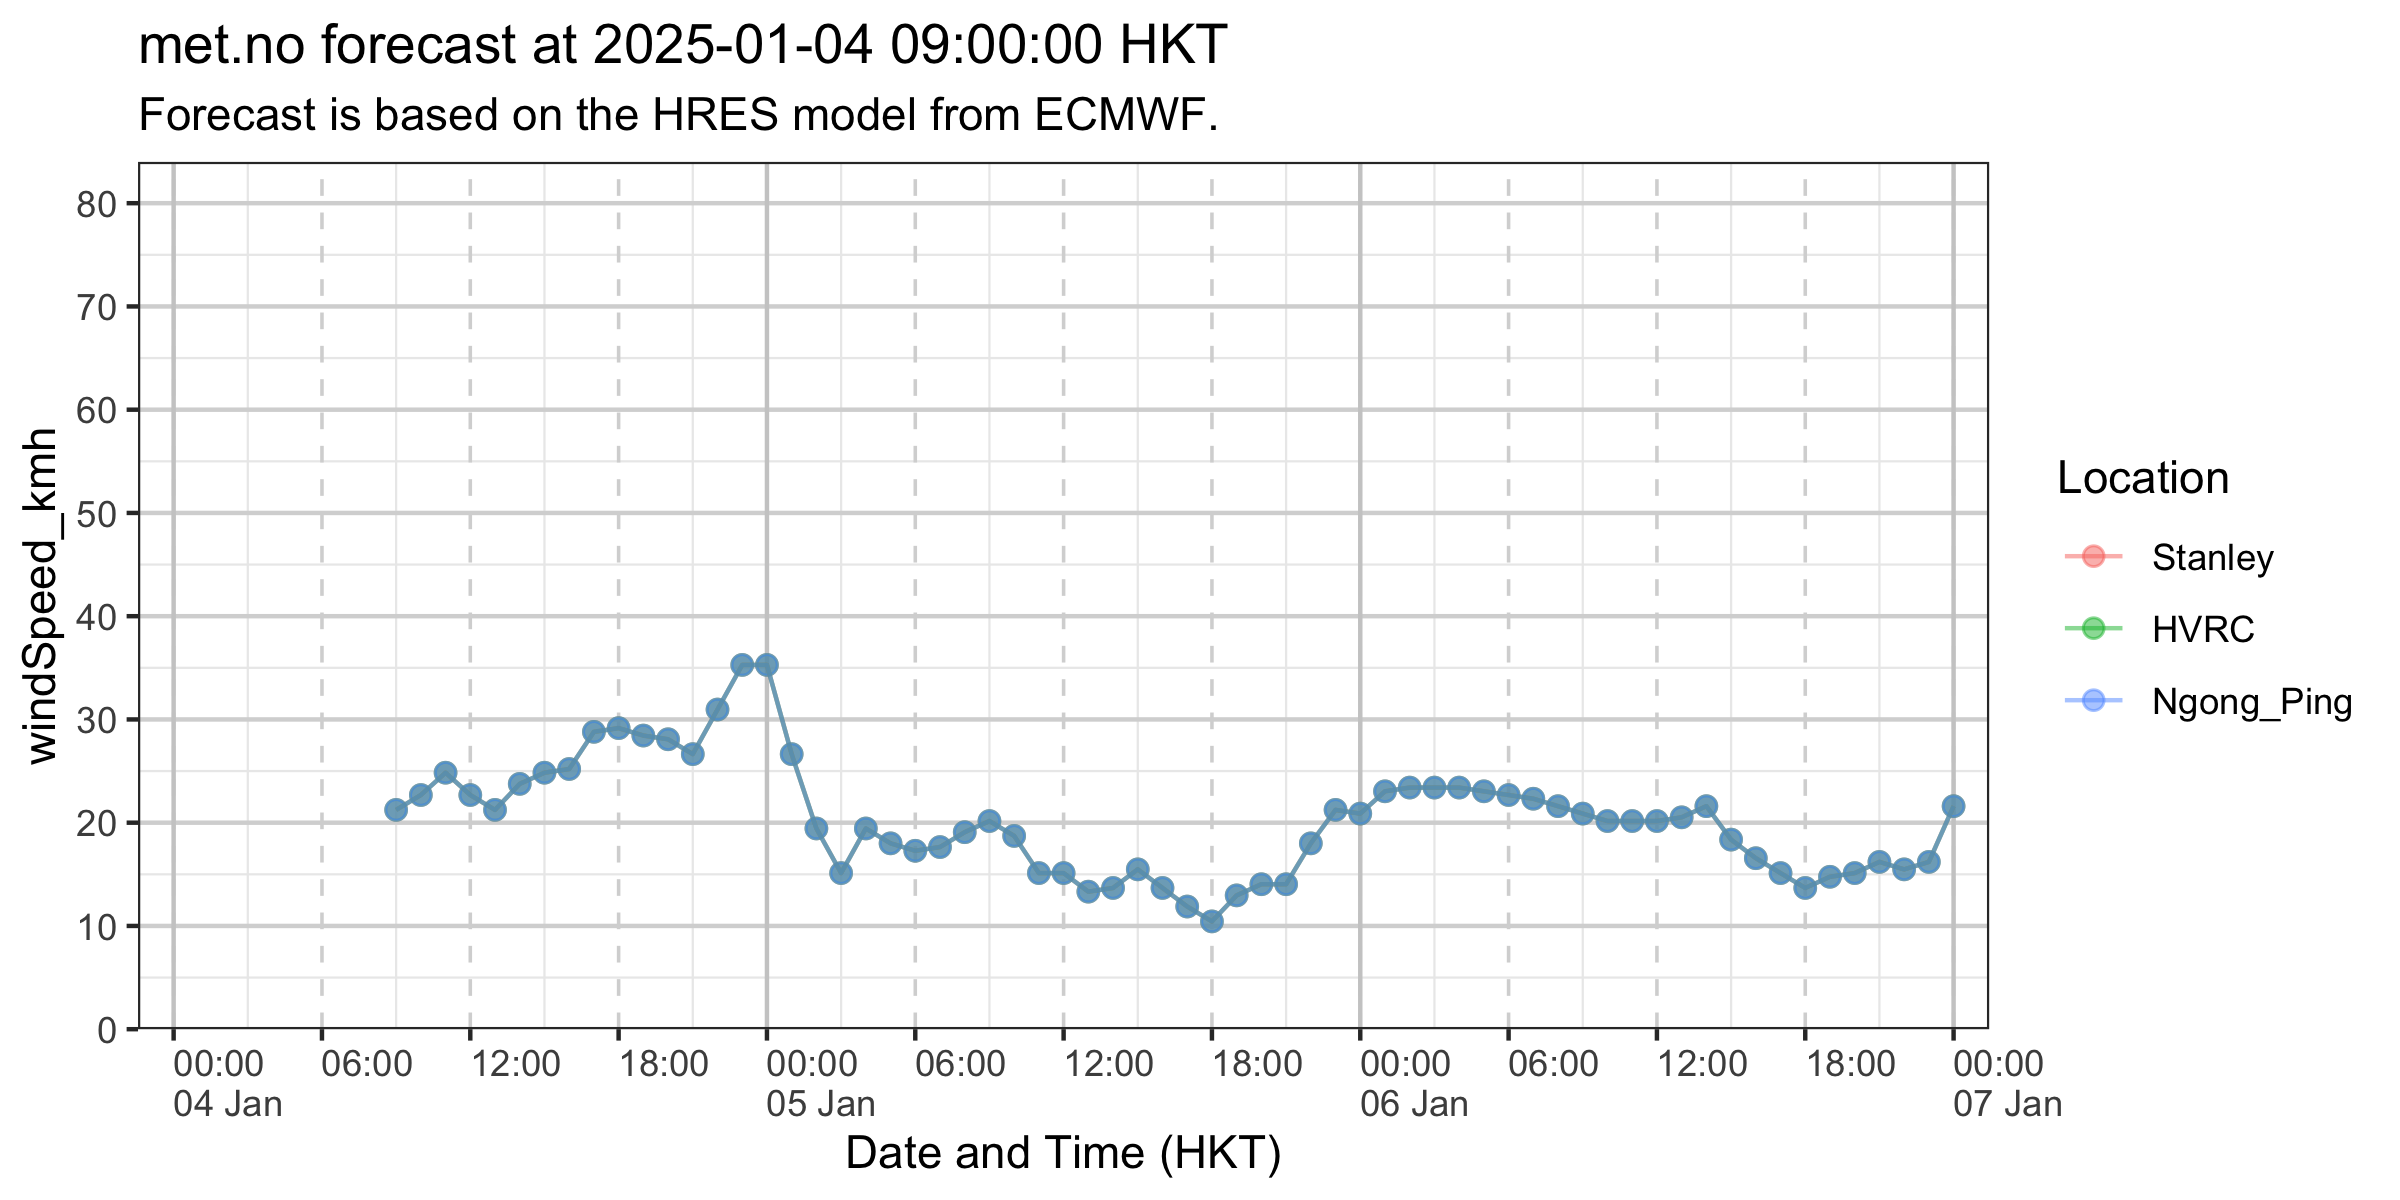 met.no forecast at 2025-01-04 09:00:00 HKT
Forecast is based on the HRES model from ECMWF.
windSpeed_kmh
80
70
60
50
40
30
20
10
0
00:00 06:00 12:00 18:00 00:00 06:00 12:00 18:00 00:00 06:00 12:00 18:00 00:00
04 Jan 05 Jan 06 Jan 07 Jan
Date and Time (HKT)
Location
Stanley
HVRC
Ngong_Ping